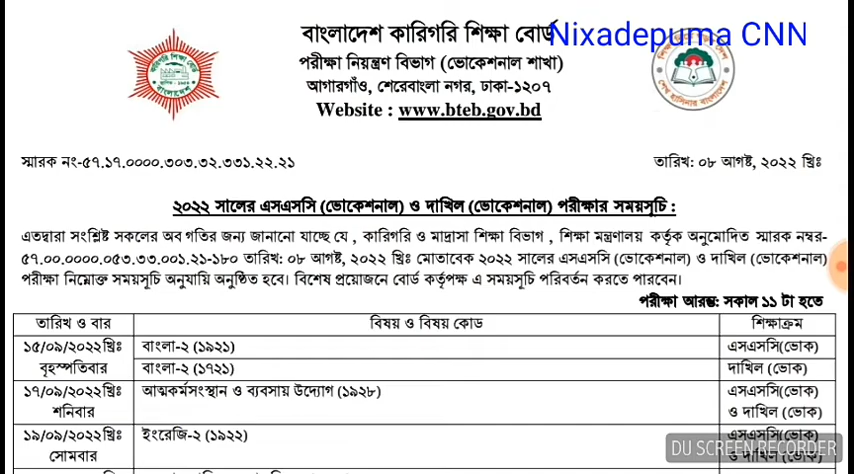 বাংলাদেশ কারিগরি শিক্ষা বোর্ড
Nixadepuma CNN
পরীক্ষা নিয়ন্ত্রণ বিভাগ (ভোকেশনাল শাখা)
আগারগাঁও, শেরেবাংলা নগর, ঢাকা-১২০৭
Website : www.bteb.gov.bd
স্মারক নং-৫৭.১৭.০০০০.৩০৩.৩২.৩৩১.২২.২১
তারিখ: ০৮ আগষ্ট, ২০২২ খ্রিঃ
২০২২ সালের এসএসসি (ভোকেশনাল) ও দাখিল (ভোকেশনাল) পরীক্ষার সময়সূচি :
এতদ্বারা সংশ্লিষ্ট সকলের অবগতির জন্য জানানো যাচ্ছে যে , কারিগরি ও মাদ্রাসা শিক্ষা বিভাগ , শিক্ষা মন্ত্রণালয় কর্তৃক অনুমোদিত স্মারক নম্বর-
৫৭.০০.০০০০.০৫৩.৩৩.০০১.২১-১৮০ তারিখ: ০৮ আগষ্ট, ২০২২ খ্রিঃ মোতাবেক ২০২২ সালের এসএসসি (ভোকেশনাল) ও দাখিল (ভোকেশনাল)
পরীক্ষা নিম্নোক্ত সময়সূচি অনুযায়ি অনুষ্ঠিত হবে। বিশেষ প্রয়োজনে বোর্ড কর্তৃপক্ষ এ সময়সূচি পরিবর্তন করতে পারবেন।
পরীক্ষা আরম্ভ: সকাল ১১ টা হতে
তারিখ ও বার বিষয় ও বিষয় কোড শিক্ষাক্রম
১৫/০৯/২০২২খ্রিঃ বাংলা-২ (১৯২১) এসএসসি(ভোক)
বৃহস্পতিবার বাংলা-২ (১৭২১) দাখিল (ভোক)
১৭/০৯/২০২২খ্রিঃ আত্মকর্মসংস্থান ও ব্যবসায় উদ্যোগ (১৯২৮) এসএসসি(ভোক)
শনিবার ও দাখিল (ভোক)
১৯/০৯/২০২২খ্রিঃ ইংরেজি-২ (১৯২২) এসএসসি(ভোক)
সোমবার ও দাখিল (ভোক)
DU SCREEN RECORDER